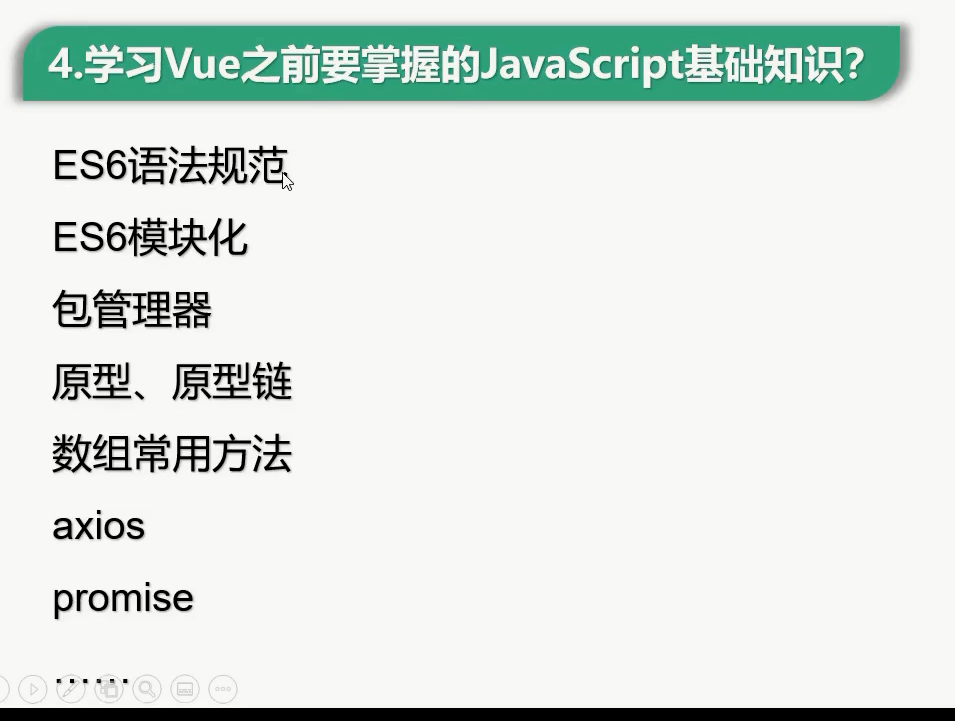 4.学习Vue之前要掌握的JavaScript基础知识?
ES6语法规范
ES6模块化
包管理器
原型、原型链
数组常用方法
axios
promise
……